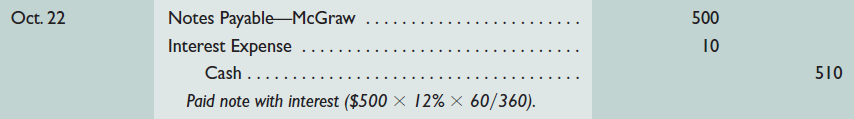 Oct. 22 Notes Payable—McGraw . . . . . . . . . . . . . . . . . . . . . . . . 500
Interest Expense . . . . . . . . . . . . . . . . . . . . . . . . . . . . . . . 10
Cash . . . . . . . . . . . . . . . . . . . . . . . . . . . . . . . . . . . . . 510
Paid note with interest ($500 × 12% × 60/360).